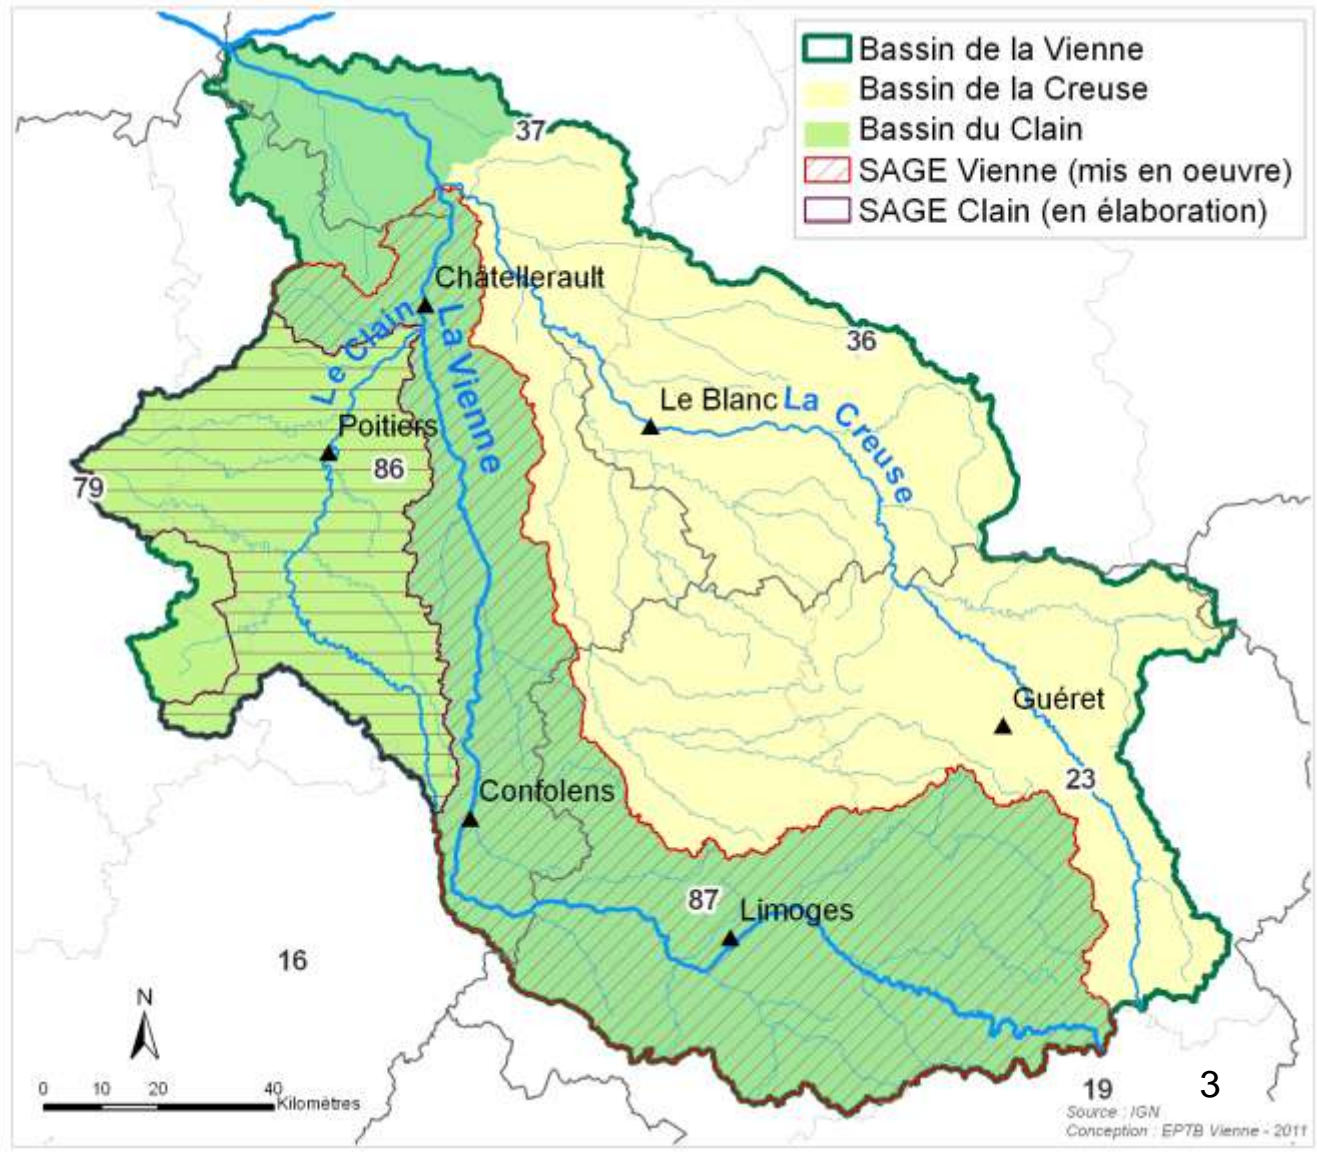 Bassin de la Vienne
Bassin de la Creuse
Bassin du Clain
SAGE Vienne (mis en oeuvre)
SAGE Clain (en élaboration)
37
Châtellerault
Le Clain
La Vienne
36
Le Blanc
La Creuse
Poitiers
86
79
Guéret
23
Confolens
87
Limoges
16
N
0 10 20 40
Kilomètres
19
3
Source : IGN
Conception : EPTB Vienne - 2011